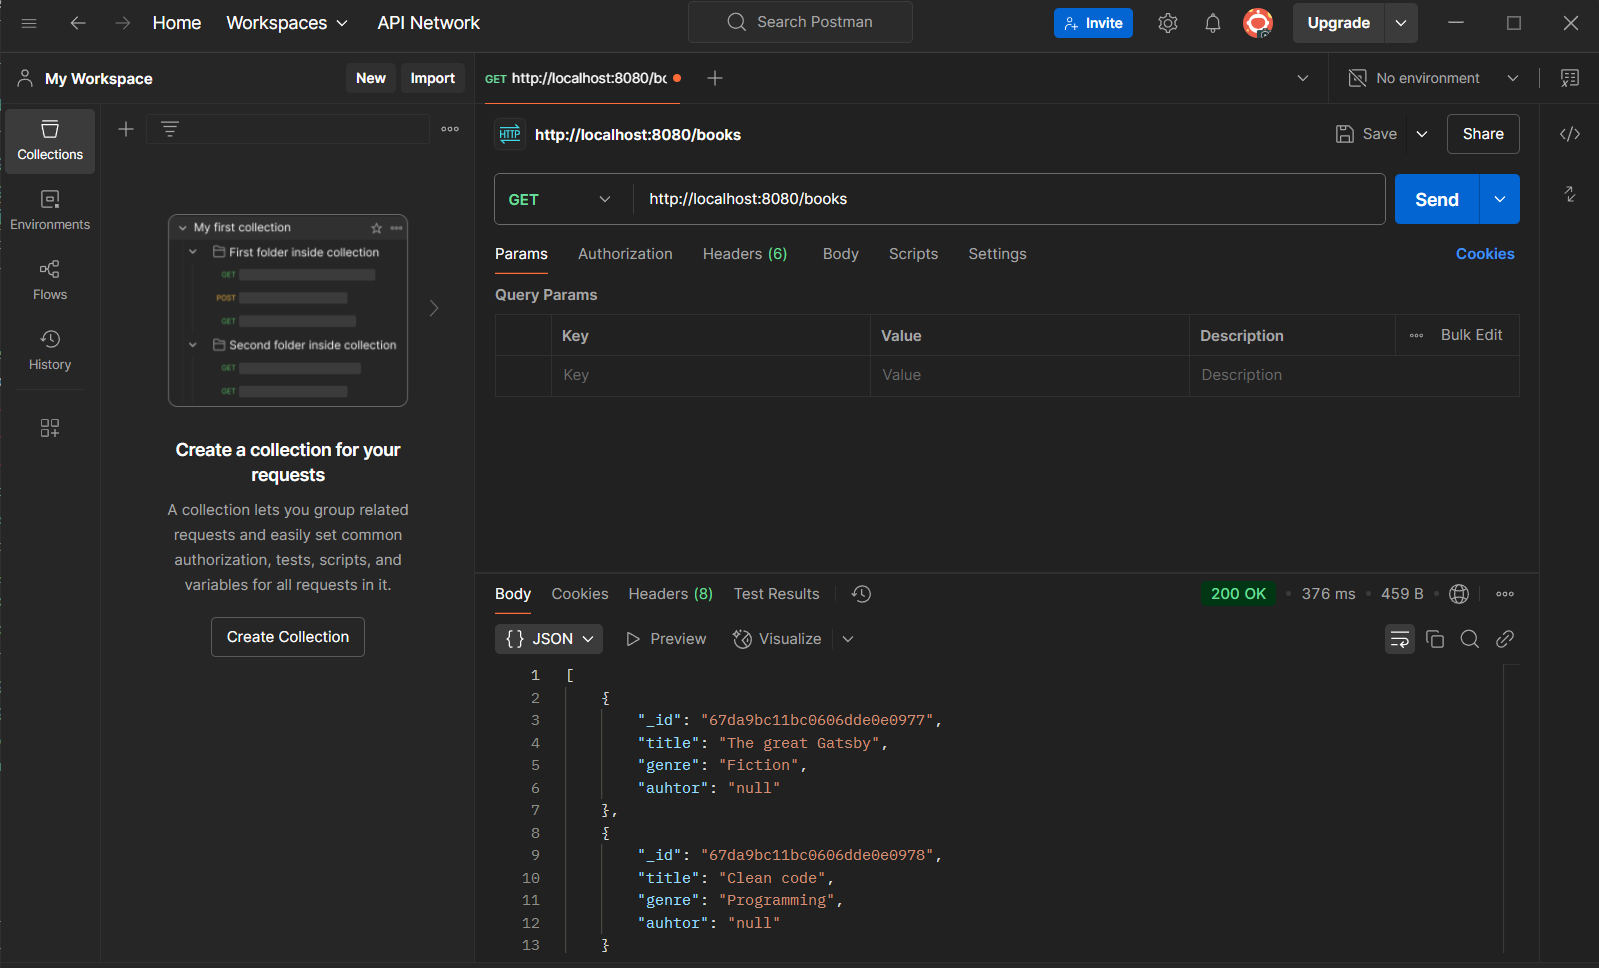 Home Workspaces API Network Search Postman Invite Upgrade
My Workspace New Import GET http://localhost:8080/bo No environment
Collections
Environments
Flows
History
My first collection
First folder inside collection
GET
POST
GET
Second folder inside collection
GET
GET
Create a collection for your
requests
A collection lets you group related
requests and easily set common
authorization, tests, scripts, and
variables for all requests in it.
Create Collection
HTTP http://localhost:8080/books Save Share
GET http://localhost:8080/books Send
Params Authorization Headers (6) Body Scripts Settings Cookies
Query Params
Key Value Description Bulk Edit
Key Value Description
Body Cookies Headers (8) Test Results 200 OK 376 ms 459 B
{} JSON Preview Visualize
1 [
2 {
3 "_id": "67da9bc11bc0606dde0e0977",
4 "title": "The great Gatsby",
5 "genre": "Fiction",
6 "auhtor": "null"
7 },
8 {
9 "_id": "67da9bc11bc0606dde0e0978",
10 "title": "Clean code",
11 "genre": "Programming",
12 "auhtor": "null"
13 }